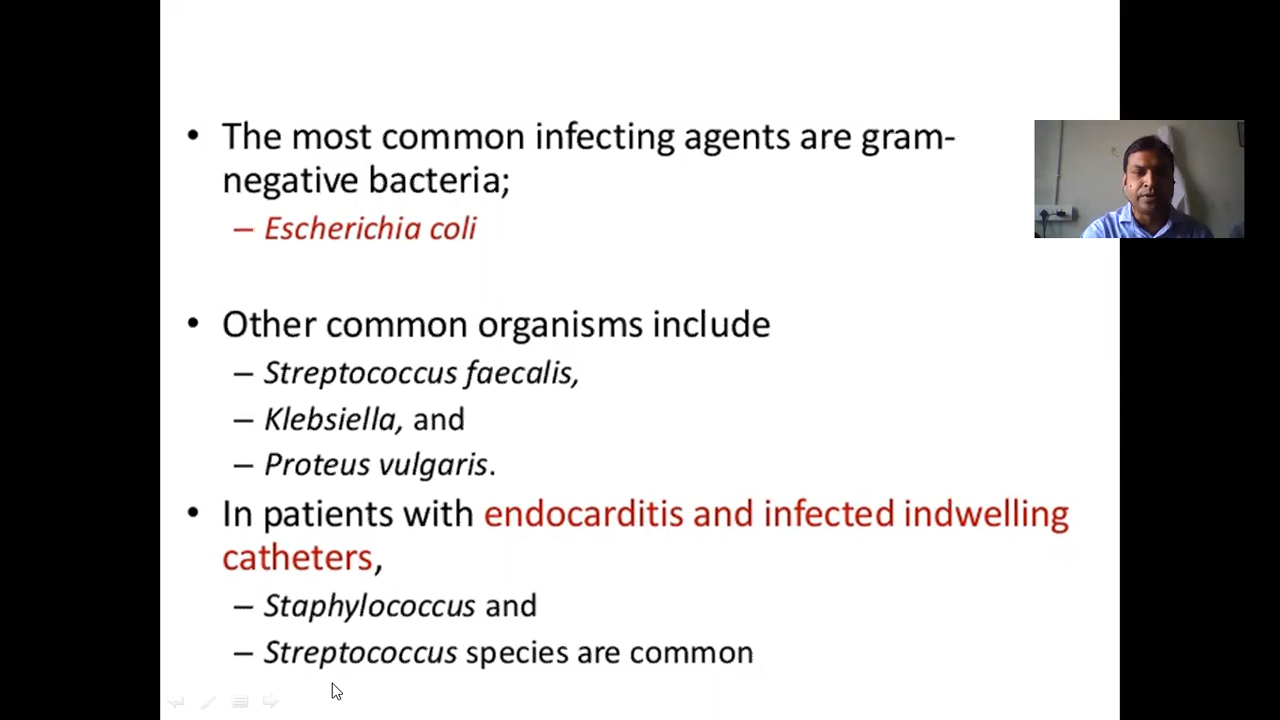 • The most common infecting agents are gram-
negative bacteria;
– Escherichia coli
• Other common organisms include
– Streptococcus faecalis,
– Klebsiella, and
– Proteus vulgaris.
• In patients with endocarditis and infected indwelling
catheters,
– Staphylococcus and
– Streptococcus species are common